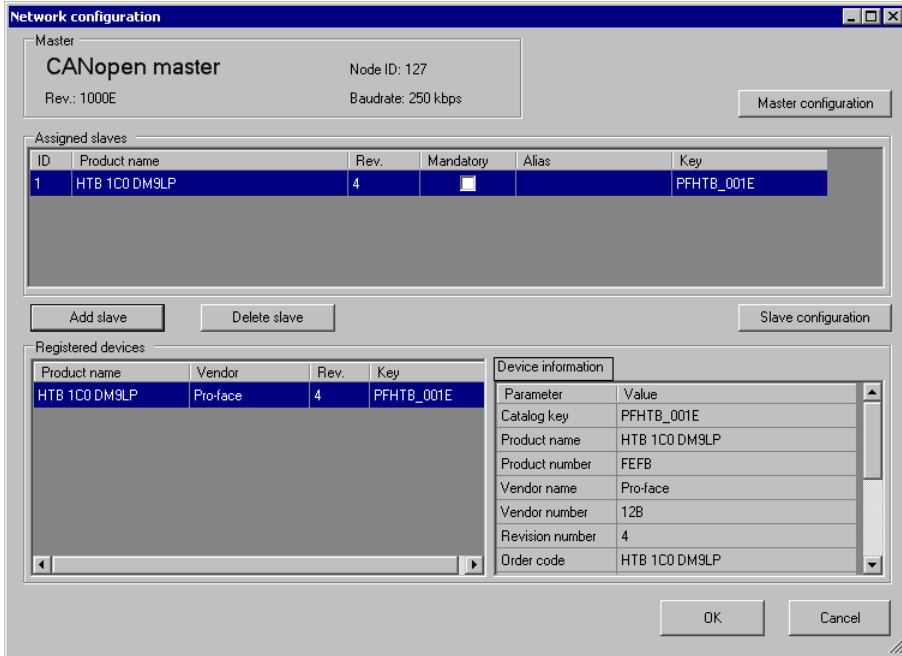 Network configuration
Master
CANopen master
Node ID: 127
Rev.: 1000E
Baudrate: 250 kbps
Master configuration
Assigned slaves
ID Product name Rev. Mandatory Alias Key
1 HTB 1C0 DM9LP 4 PFHTB_001E
Add slave
Delete slave
Slave configuration
Registered devices
Product name Vendor Rev. Key
HTB 1C0 DM9LP Pro-face 4 PFHTB_001E
Device information
Parameter Value
Catalog key PFHTB_001E
Product name HTB 1C0 DM9LP
Product number FEFB
Vendor name Pro-face
Vendor number 12B
Revision number 4
Order code HTB 1C0 DM9LP
OK
Cancel